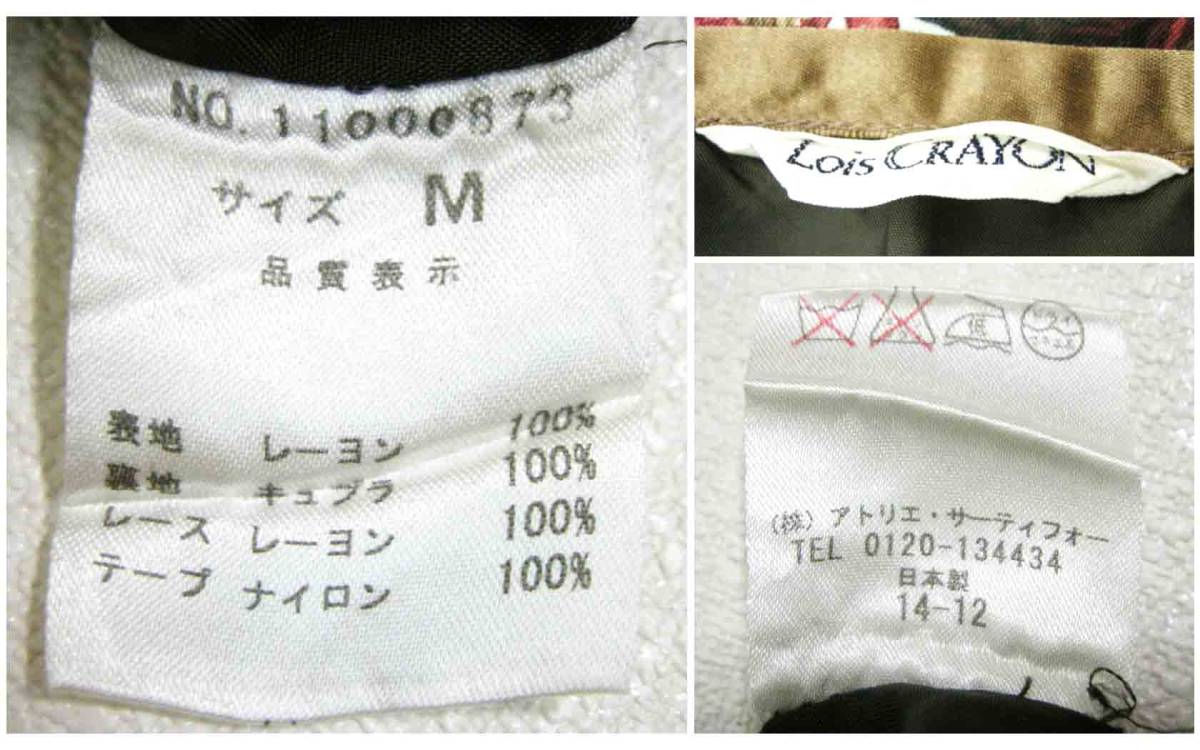 NO. 11000873
サイズ M
品質表示
表地 レーヨン 100%
裏地 キュプラ 100%
レース レーヨン 100%
テープ ナイロン 100%
Lois CRAYON
低
(株) アトリエ・サーティフォー
TEL 0120-134434
日本製
14-12